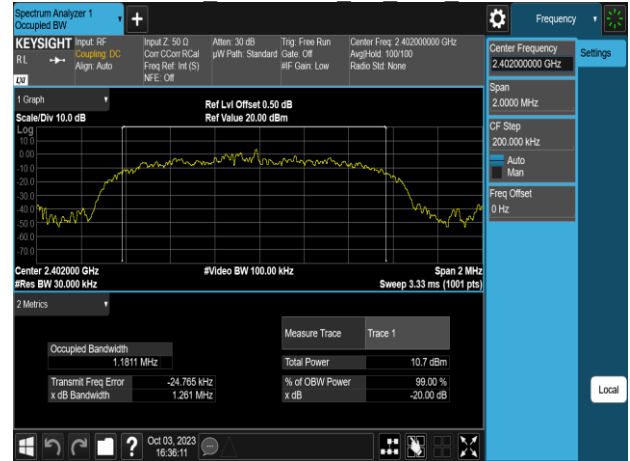 Spectrum Analyzer 1
Occupied BW
Frequency
KEYSIGHT
RL
LXI
Input: RF
Coupling: DC
Align: Auto
Input Z: 50 Ω
Corr CCorr RCal
Freq Ref: Int (S)
NFE: Off
Atten: 30 dB
µW Path: Standard
Trig: Free Run
Gate: Off
#IF Gain: Low
Center Freq: 2.402000000 GHz
Avg|Hold: 100/100
Radio Std: None
Center Frequency
2.402000000 GHz
Settings
Span
2.0000 MHz
CF Step
200.000 kHz
Auto
Man
Freq Offset
0 Hz
Local
1 Graph
Scale/Div 10.0 dB
Ref Lvl Offset 0.50 dB
Ref Value 20.00 dBm
Log
10.0
0.00
-10.0
-20.0
-30.0
-40.0
-50.0
-60.0
-70.0
Center 2.402000 GHz
#Res BW 30.000 kHz
#Video BW 100.00 kHz
Span 2 MHz
Sweep 3.33 ms (1001 pts)
2 Metrics
Measure Trace Trace 1
Occupied Bandwidth
1.1811 MHz
Total Power 10.7 dBm
Transmit Freq Error -24.765 kHz
% of OBW Power 99.00 %
x dB Bandwidth 1.261 MHz
x dB -20.00 dB
?
Oct 03, 2023
16:36:11